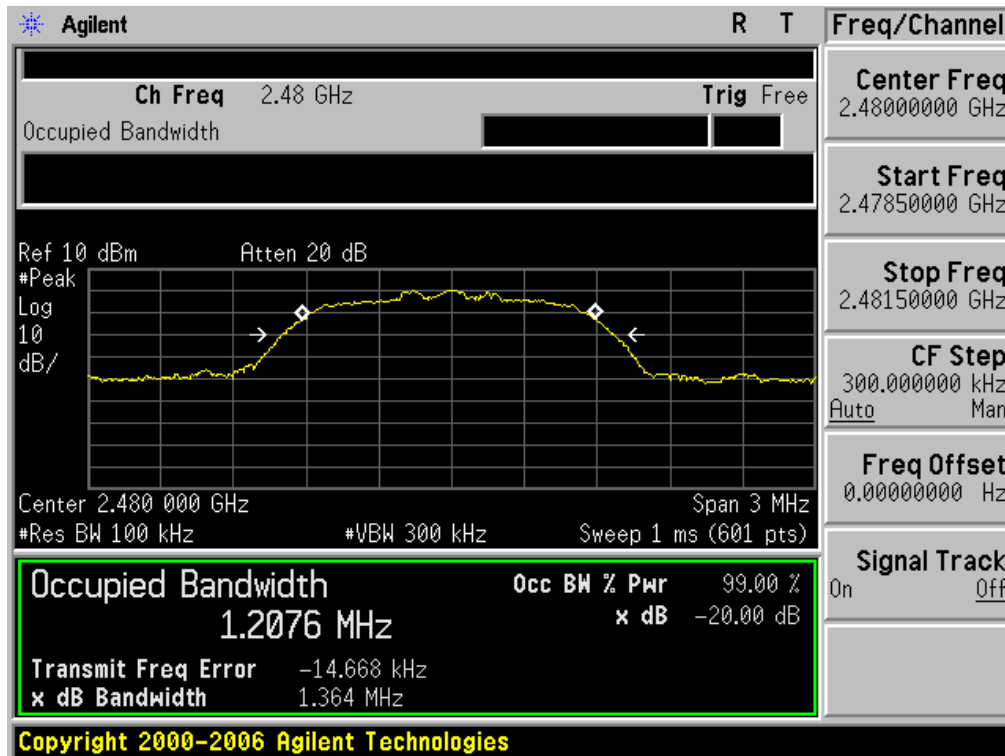 Agilent R T
Freq/Channel
Ch Freq 2.48 GHz Trig Free
Occupied Bandwidth
Center Freq
2.48000000 GHz
Start Freq
2.47850000 GHz
Stop Freq
2.48150000 GHz
CF Step
300.000000 kHz
Auto Man
Freq Offset
0.00000000 Hz
Signal Track
On Off
Ref 10 dBm Atten 20 dB
#Peak
Log
10
dB/
Center 2.480 000 GHz Span 3 MHz
#Res BW 100 kHz #VBW 300 kHz Sweep 1 ms (601 pts)
Occupied Bandwidth
1.2076 MHz
Occ BW % Pwr 99.00 %
x dB -20.00 dB
Transmit Freq Error -14.668 kHz
x dB Bandwidth 1.364 MHz
Copyright 2000-2006 Agilent Technologies